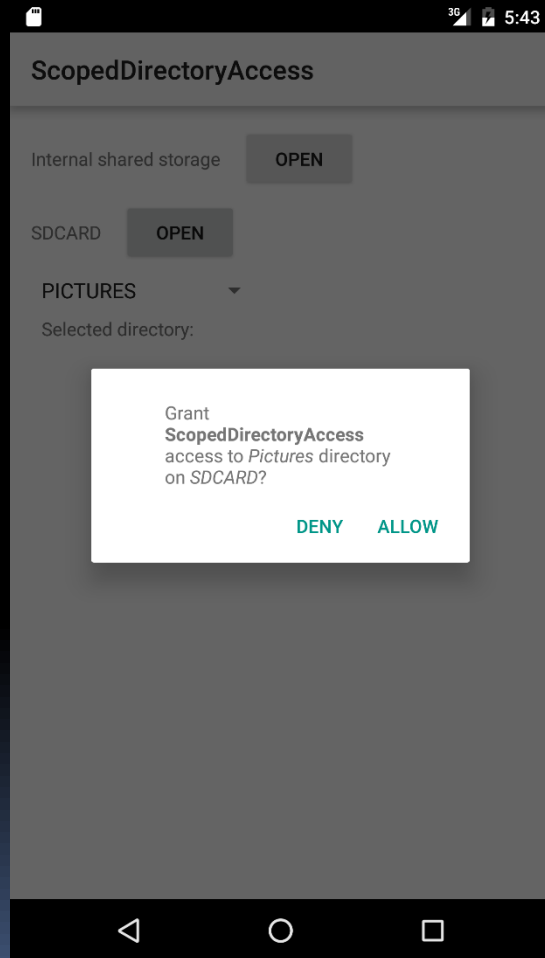 3G 5:43
ScopedDirectoryAccess
Internal shared storage OPEN
SDCARD OPEN
PICTURES
Selected directory:
Grant
ScopedDirectoryAccess
access to Pictures directory
on SDCARD?
DENY ALLOW